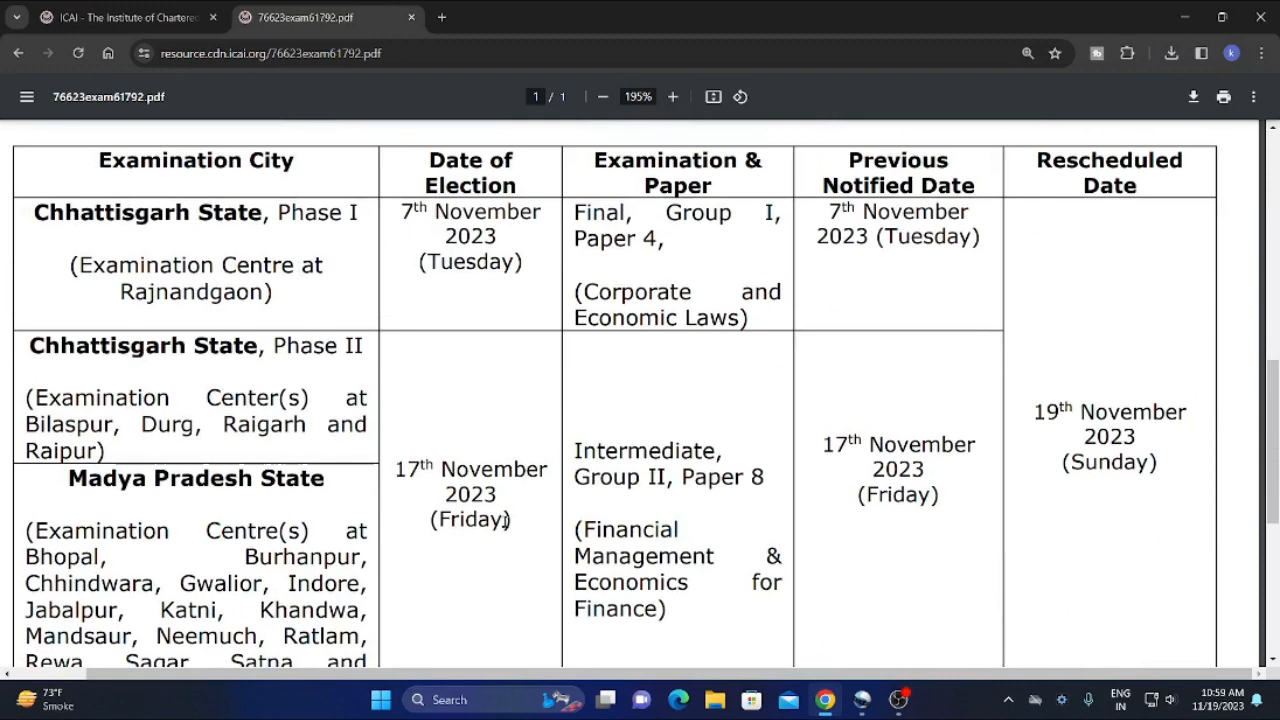 ICAI - The Institute of Chartere
76623exam61792.pdf
resource.cdn.icai.org/76623exam61792.pdf
76623exam61792.pdf
1 / 1
195%
Examination City
Date of
Election
Examination &
Paper
Previous
Notified Date
Rescheduled
Date
Chhattisgarh State, Phase I
(Examination Centre at
Rajnandgaon)
7th November
2023
(Tuesday)
Final, Group I,
Paper 4,
(Corporate and
Economic Laws)
7th November
2023 (Tuesday)
Chhattisgarh State, Phase II
(Examination Center(s) at
Bilaspur, Durg, Raigarh and
Raipur)
Madya Pradesh State
(Examination Centre(s) at
Bhopal, Burhanpur,
Chhindwara, Gwalior, Indore,
Jabalpur, Katni, Khandwa,
Mandsaur, Neemuch, Ratlam,
Rewa, Sagar, Satna and
17th November
2023
(Friday)
Intermediate,
Group II, Paper 8
(Financial
Management &
Economics for
Finance)
17th November
2023
(Friday)
19th November
2023
(Sunday)
73°F
Smoke
Search
ENG
IN
10:59 AM
11/19/2023